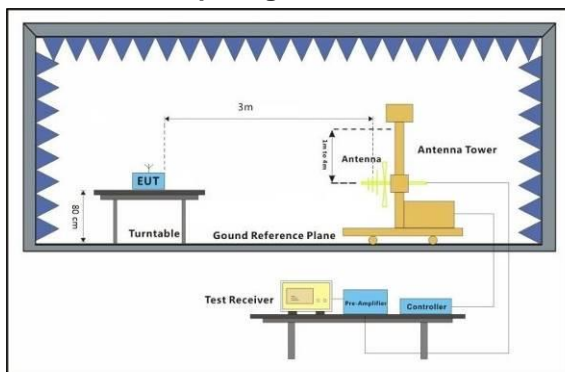 3m
1m to 4m
Antenna
Antenna Tower
EUT
80 cm
Turntable
Gound Reference Plane
Test Receiver
Pre-Amplifier
Controller